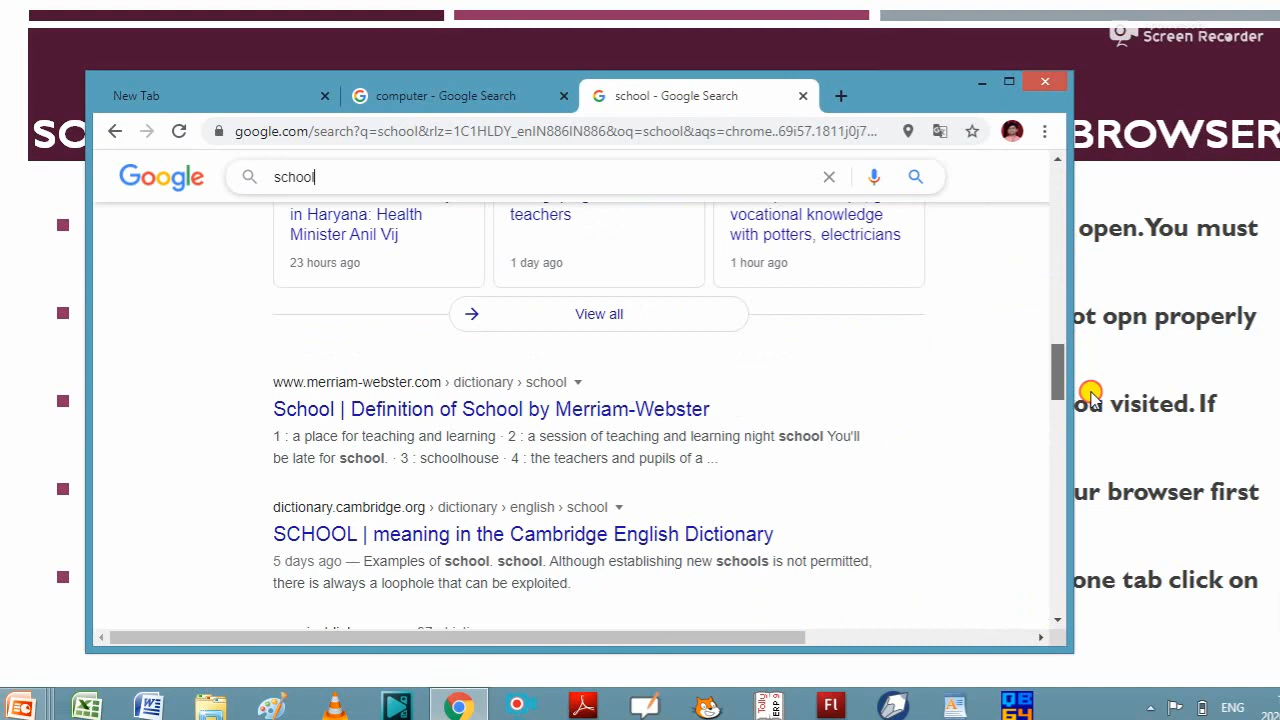 Screen Recorder
SC
BROWSER
New Tab
computer - Google Search
school - Google Search
google.com/search?q=school&rlz=1C1HLDY_enIN886IN886&oq=school&aqs=chrome..69i57.1811j0j7...
Google
school
in Haryana: Health
Minister Anil Vij
23 hours ago
teachers
1 day ago
vocational knowledge
with potters, electricians
1 hour ago
View all
www.merriam-webster.com › dictionary › school
School | Definition of School by Merriam-Webster
1 : a place for teaching and learning · 2 : a session of teaching and learning night school You'll
be late for school. · 3 : schoolhouse · 4 : the teachers and pupils of a ...
dictionary.cambridge.org › dictionary › english › school
SCHOOL | meaning in the Cambridge English Dictionary
5 days ago — Examples of school. school. Although establishing new schools is not permitted,
there is always a loophole that can be exploited.
open.You must
ot opn properly
visited. If
ur browser first
one tab click on
Tally
ERP 9
Fl
QB
64
ENG